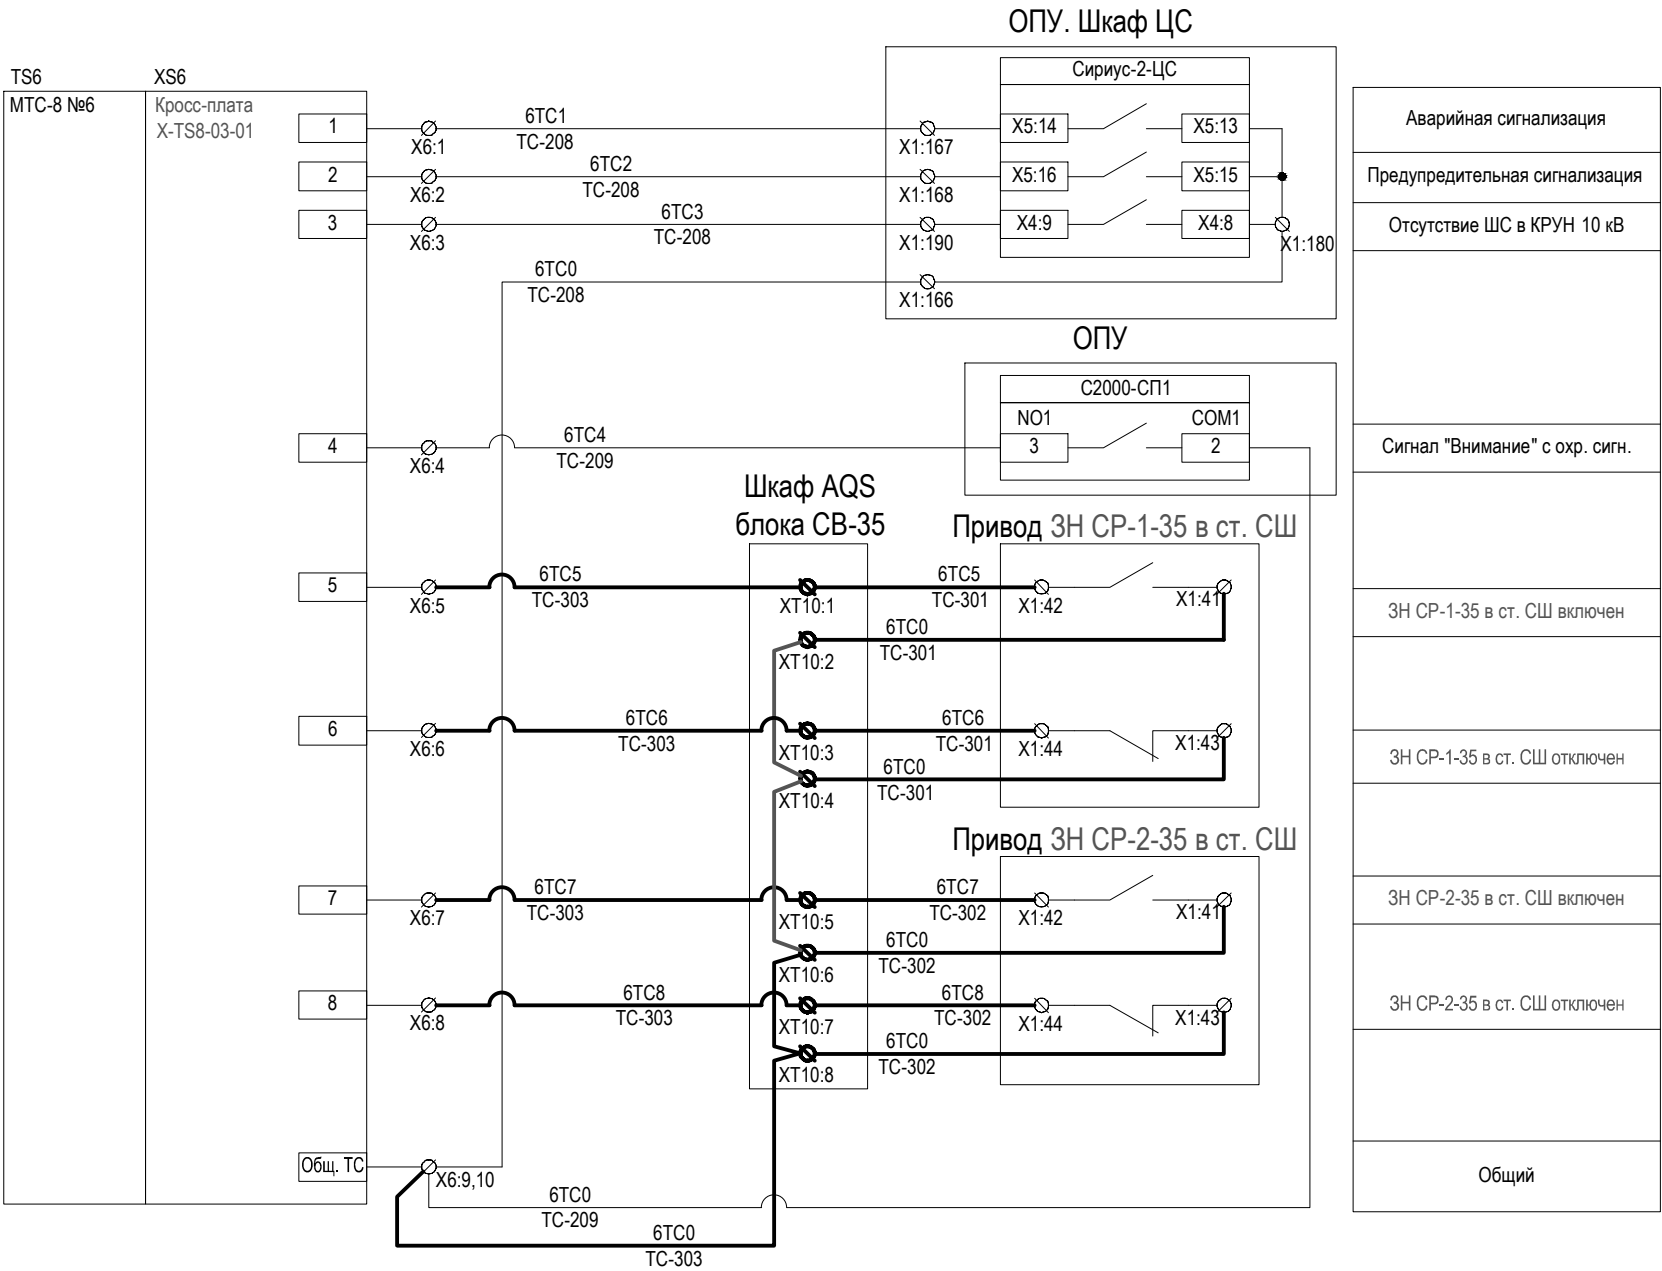 ОПУ. Шкаф ЦС
TS6
XS6
МТС-8 №6
Кросс-плата
X-TS8-03-01
Сириус-2-ЦС
1
X6:1
6ТС1
ТС-208
X1:167
X5:14
X5:13
Аварийная сигнализация
2
X6:2
6ТС2
ТС-208
X1:168
X5:16
X5:15
Предупредительная сигнализация
3
X6:3
6ТС3
ТС-208
X1:190
X4:9
X4:8
X1:180
Отсутствие ШС в КРУН 10 кВ
6ТС0
ТС-208
X1:166
ОПУ
С2000-СП1
NO1
COM1
4
X6:4
6ТС4
ТС-209
3
2
Сигнал "Внимание" с охр. сигн.
Шкаф AQS
блока СВ-35
Привод ЗН СР-1-35 в ст. СШ
5
X6:5
6ТС5
ТС-303
XT10:1
6ТС5
ТС-301
X1:42
X1:41
ЗН СР-1-35 в ст. СШ включен
XT10:2
6ТС0
ТС-301
6
X6:6
6ТС6
ТС-303
XT10:3
6ТС6
ТС-301
X1:44
X1:43
ЗН СР-1-35 в ст. СШ отключен
XT10:4
6ТС0
ТС-301
Привод ЗН СР-2-35 в ст. СШ
7
X6:7
6ТС7
ТС-303
XT10:5
6ТС7
ТС-302
X1:42
X1:41
ЗН СР-2-35 в ст. СШ включен
XT10:6
6ТС0
ТС-302
8
X6:8
6ТС8
ТС-303
XT10:7
6ТС8
ТС-302
X1:44
X1:43
ЗН СР-2-35 в ст. СШ отключен
XT10:8
6ТС0
ТС-302
Общ. ТС
X6:9,10
Общий
6ТС0
ТС-209
6ТС0
ТС-303